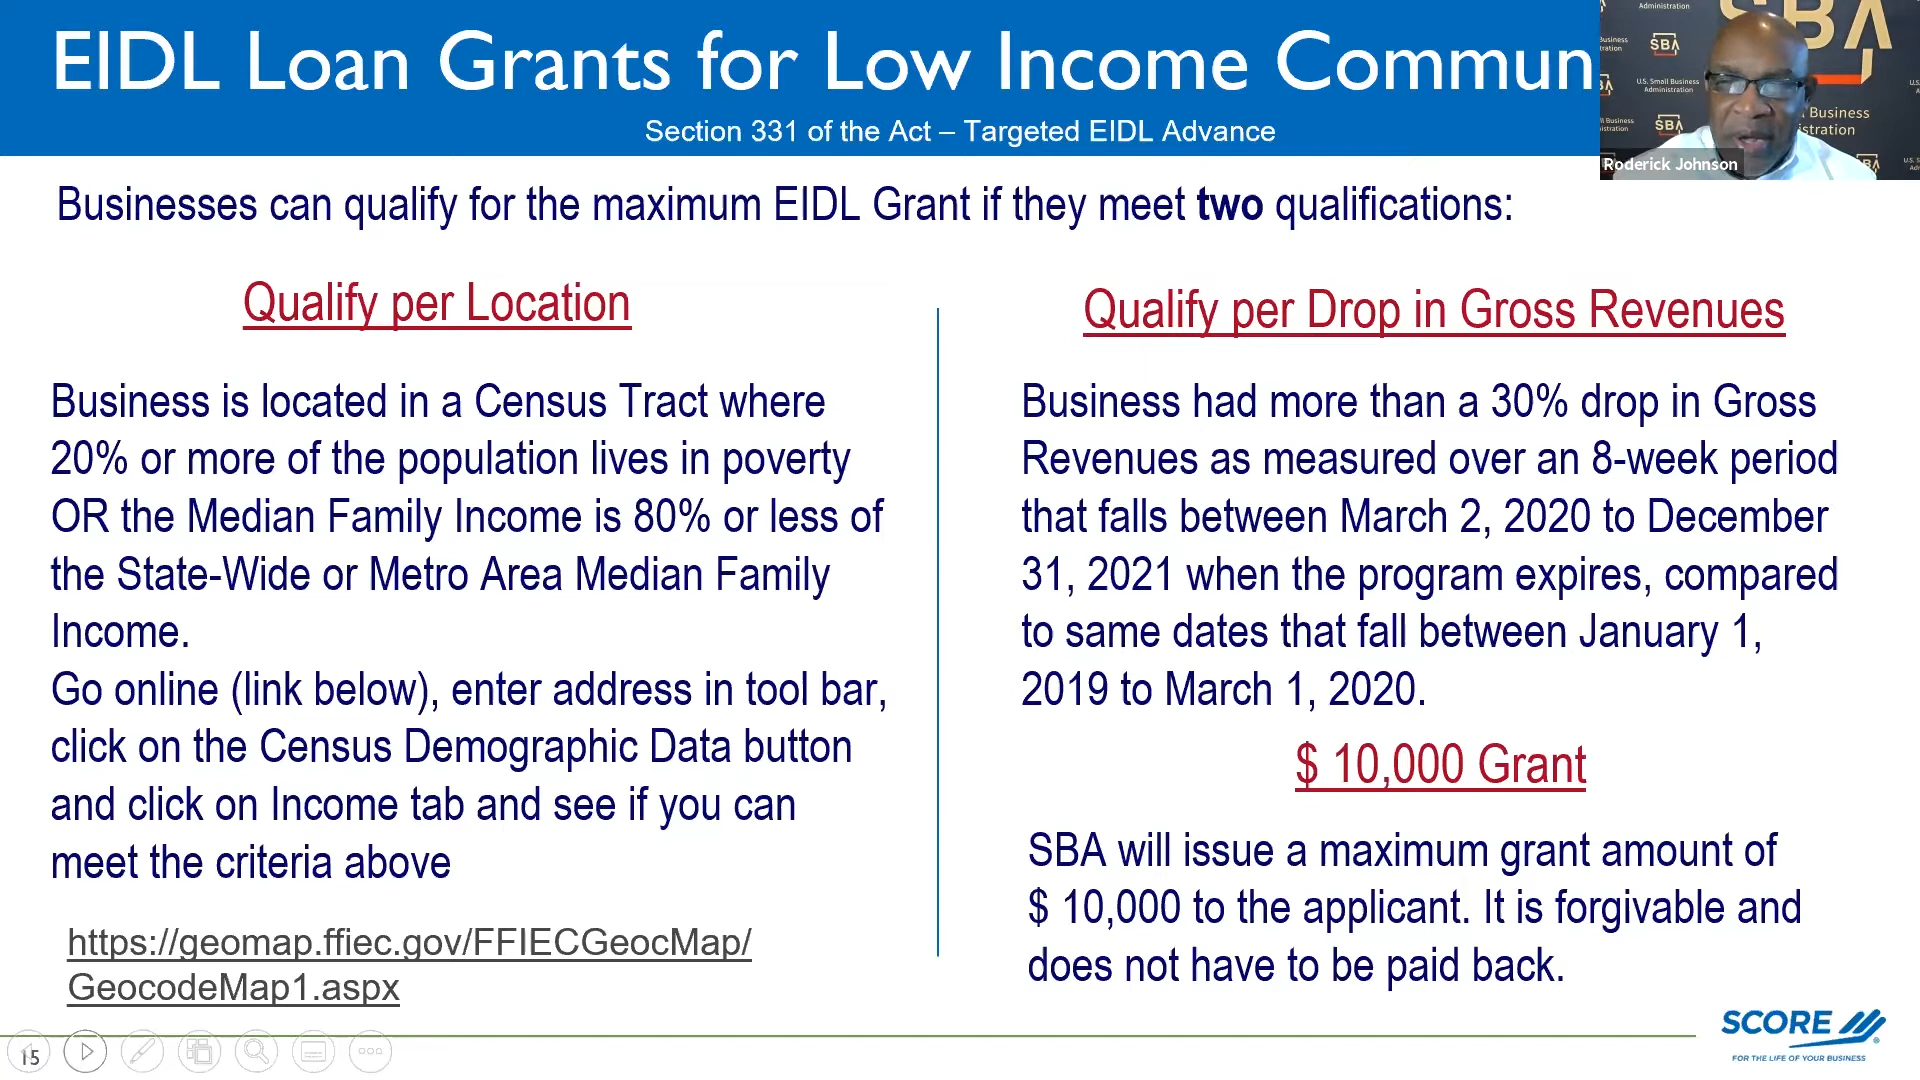 EIDL Loan Grants for Low Income Commun
Section 331 of the Act – Targeted EIDL Advance
Administration
SBA
Business
SBA
U.S. Small Business
Administration
Business
SBA
Roderick Johnson
Businesses can qualify for the maximum EIDL Grant if they meet two qualifications:
Qualify per Location
Business is located in a Census Tract where
20% or more of the population lives in poverty
OR the Median Family Income is 80% or less of
the State-Wide or Metro Area Median Family
Income.
Go online (link below), enter address in tool bar,
click on the Census Demographic Data button
and click on Income tab and see if you can
meet the criteria above
https://geomap.ffiec.gov/FFIECGeocMap/
GeocodeMap1.aspx
Qualify per Drop in Gross Revenues
Business had more than a 30% drop in Gross
Revenues as measured over an 8-week period
that falls between March 2, 2020 to December
31, 2021 when the program expires, compared
to same dates that fall between January 1,
2019 to March 1, 2020.
$ 10,000 Grant
SBA will issue a maximum grant amount of
$ 10,000 to the applicant. It is forgivable and
does not have to be paid back.
15
SCORE
FOR THE LIFE OF YOUR BUSINESS